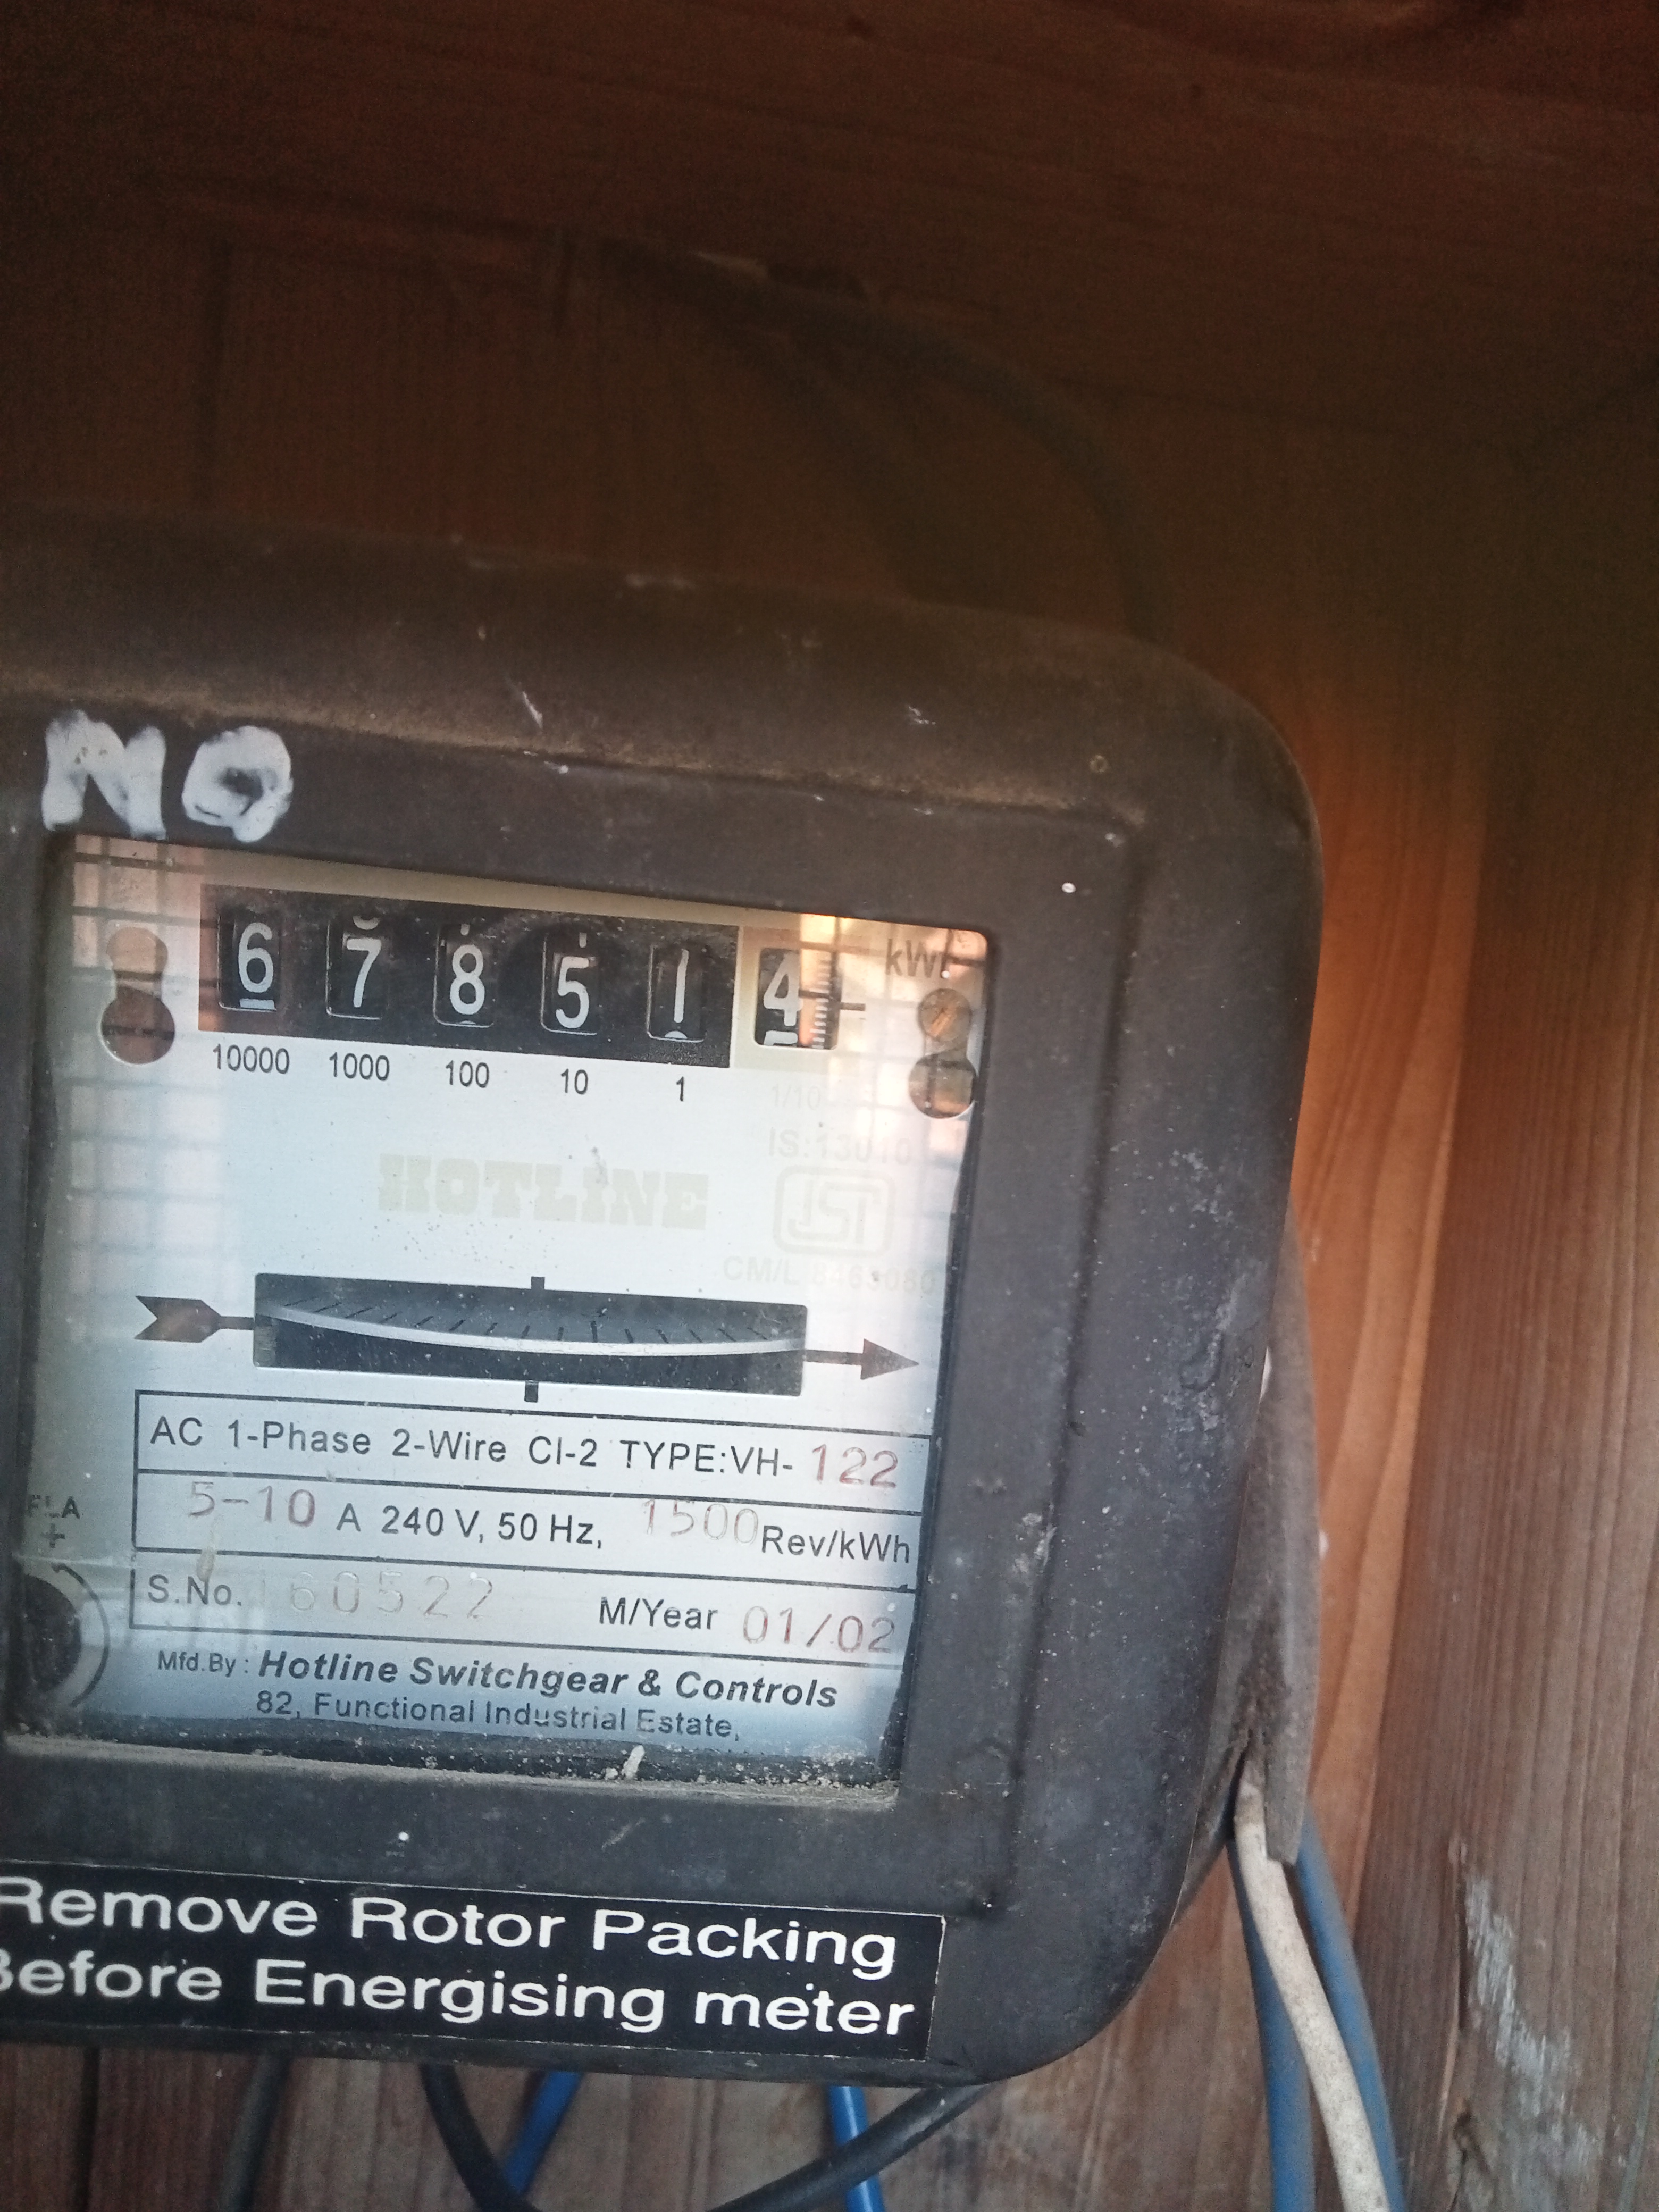 NO
6 7 8 5 1 4 kWh
10000 1000 100 10 1 1/10
IS:13010
HOTLINE
ISI
CM/L
AC 1-Phase 2-Wire Cl-2 TYPE:VH- 122
5-10 A 240 V, 50 Hz, 1500 Rev/kWh
S.No. 60522 M/Year 01/02
Mfd.By : Hotline Switchgear & Controls
82, Functional Industrial Estate,
Remove Rotor Packing
Before Energising meter